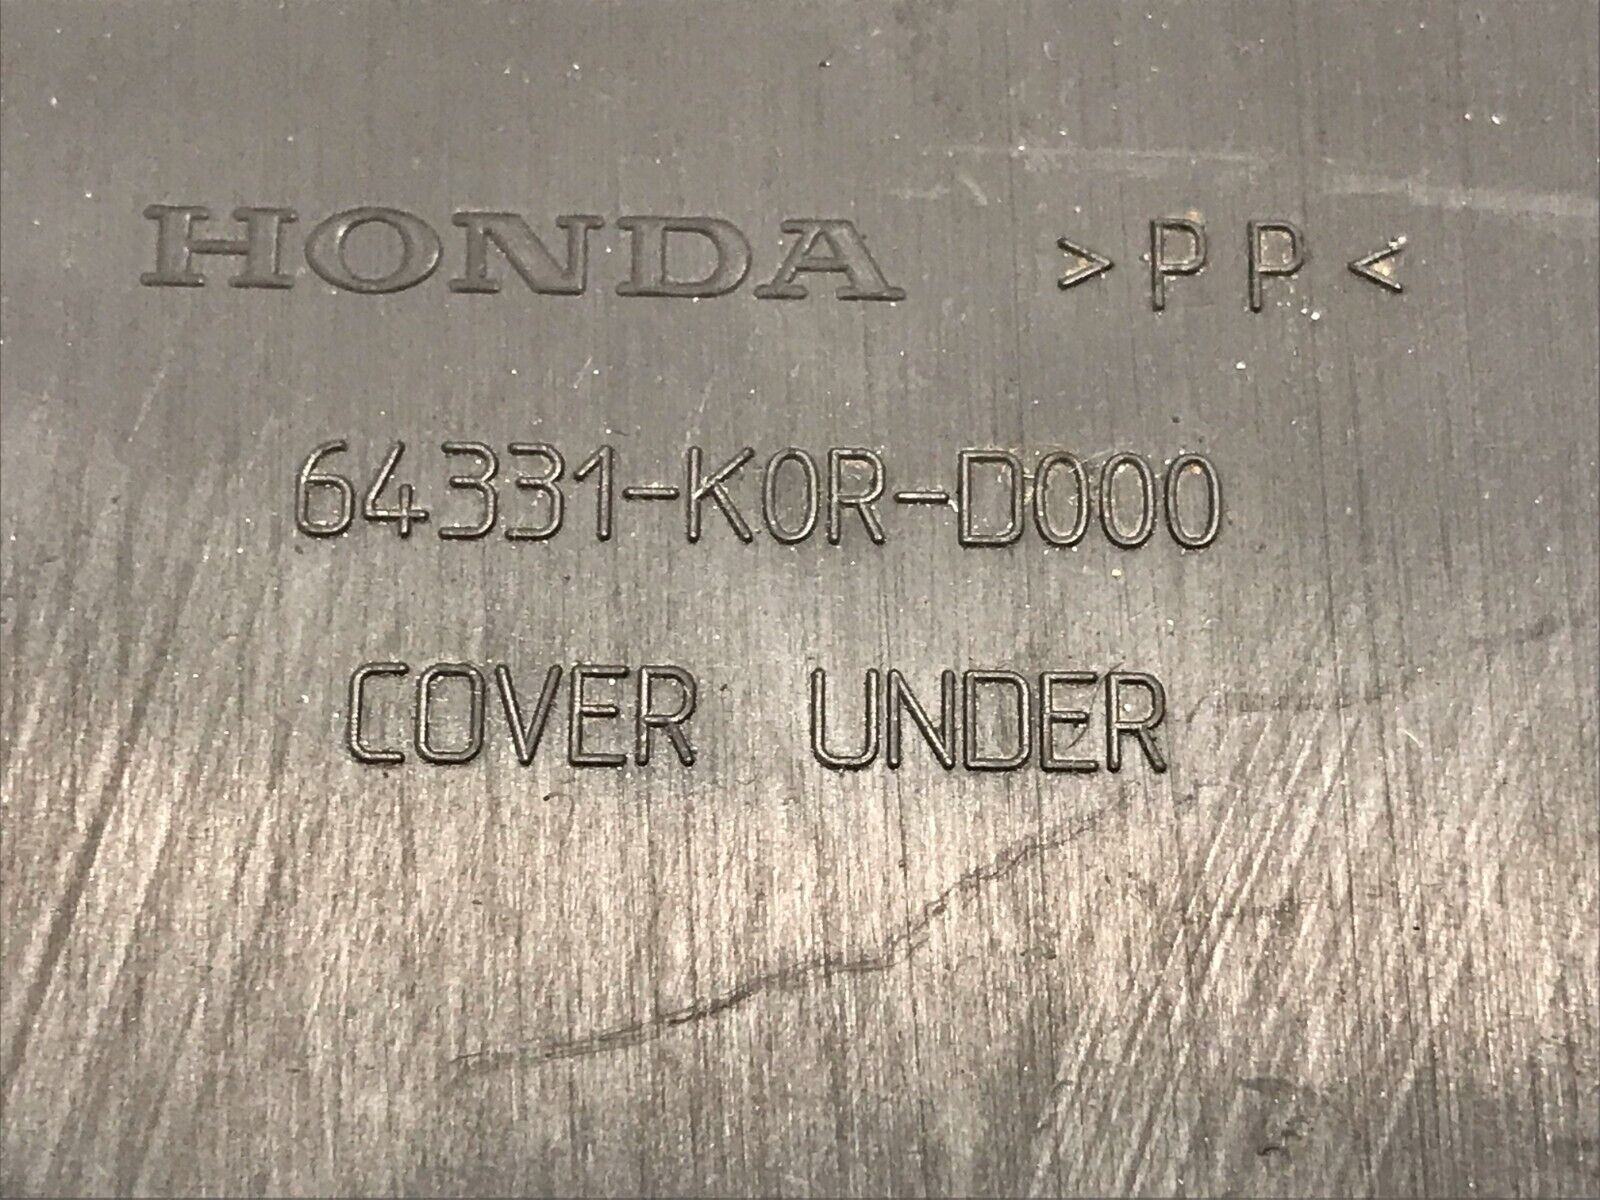 HONDA >PP<
64331-K0R-D000
COVER UNDER